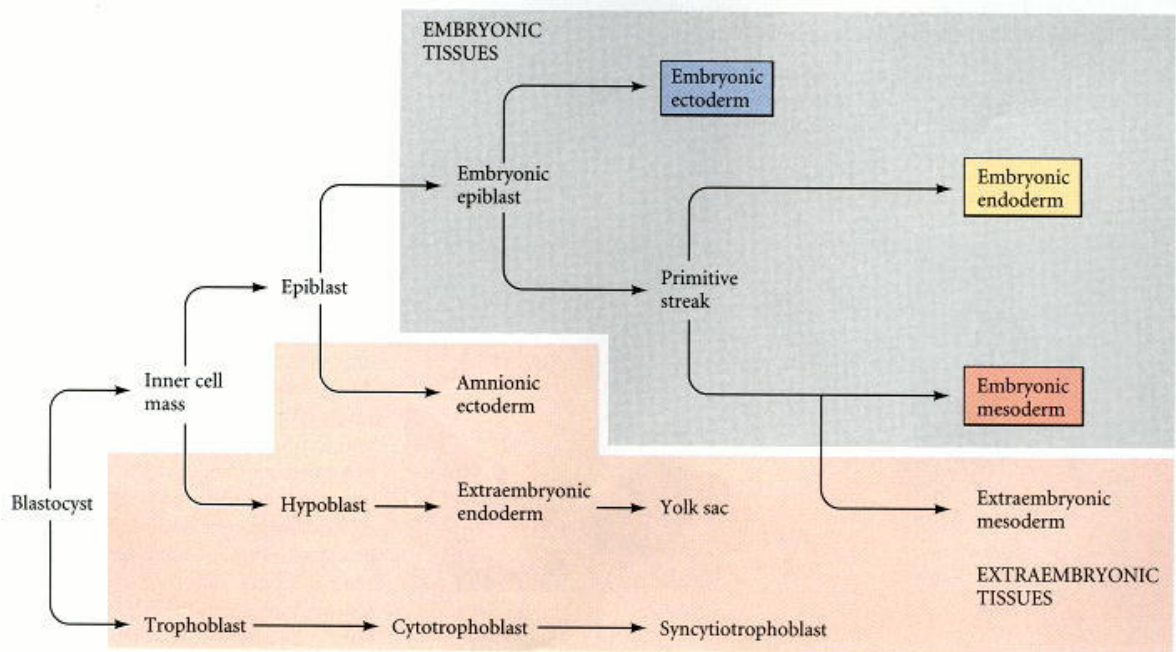 EMBRYONIC
TISSUES
Embryonic
ectoderm
Embryonic
epiblast
Embryonic
endoderm
Epiblast
Primitive
streak
Inner cell
mass
Amnionic
ectoderm
Embryonic
mesoderm
Blastocyst
Hypoblast
Extraembryonic
endoderm
Yolk sac
Extraembryonic
mesoderm
EXTRAEMBRYONIC
TISSUES
Trophoblast
Cytotrophoblast
Syncytiotrophoblast